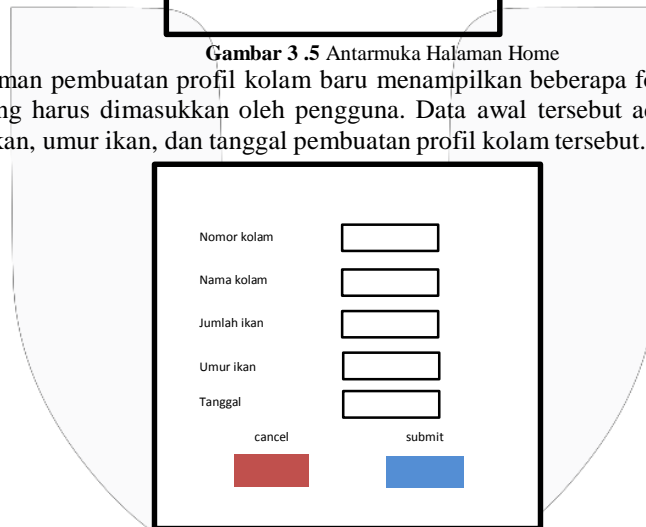 Gambar 3 .5 Antarmuka Halaman Home
man pembuatan profil kolam baru menampilkan beberapa
ng harus dimasukkan oleh pengguna. Data awal tersebut
kan, umur ikan, dan tanggal pembuatan profil kolam tersebut.
Nomor kolam
Nama kolam
Jumlah ikan
Umur ikan
Tanggal
cancel submit